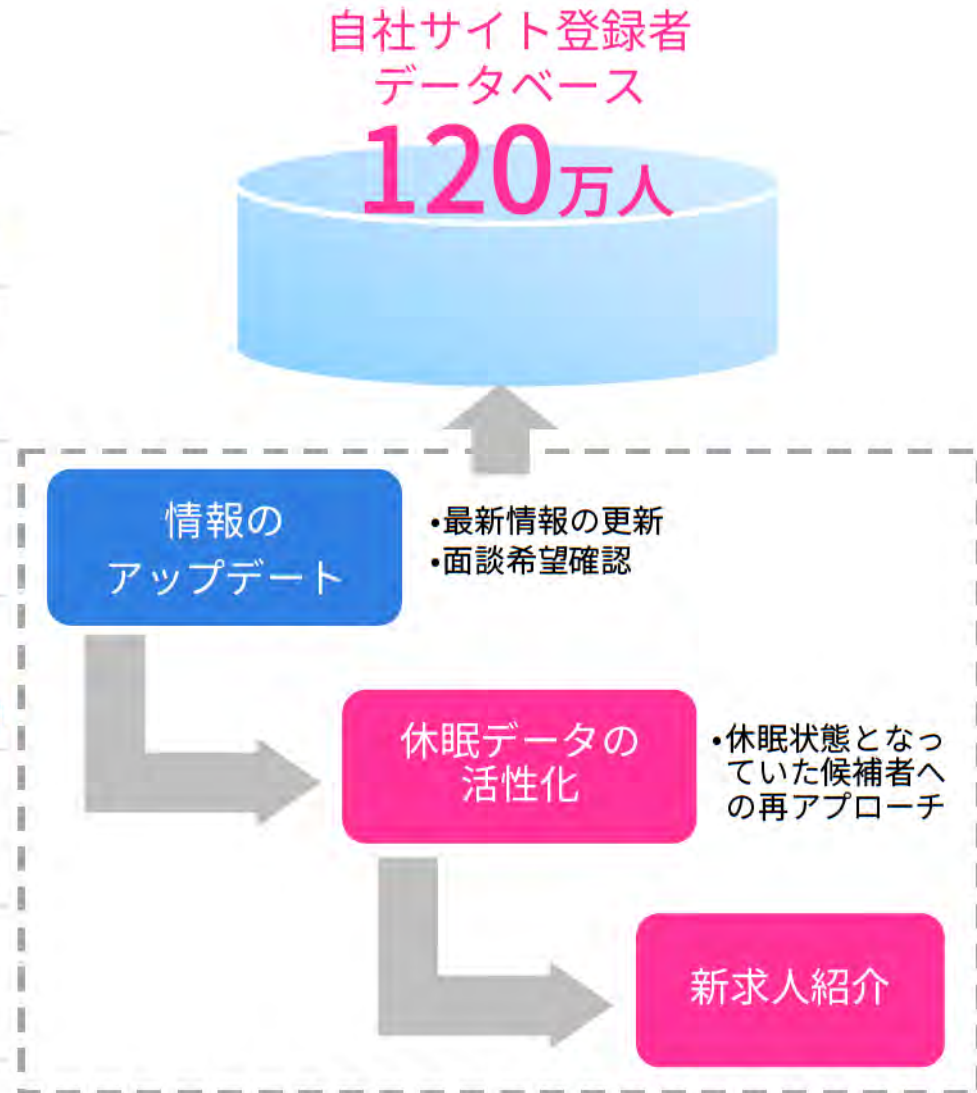 自社サイト登録者
データベース
120万人
情報の
アップデート
•最新情報の更新
•面談希望確認
休眠データの
活性化
•休眠状態となっ
ていた候補者へ
の再アプローチ
新求人紹介